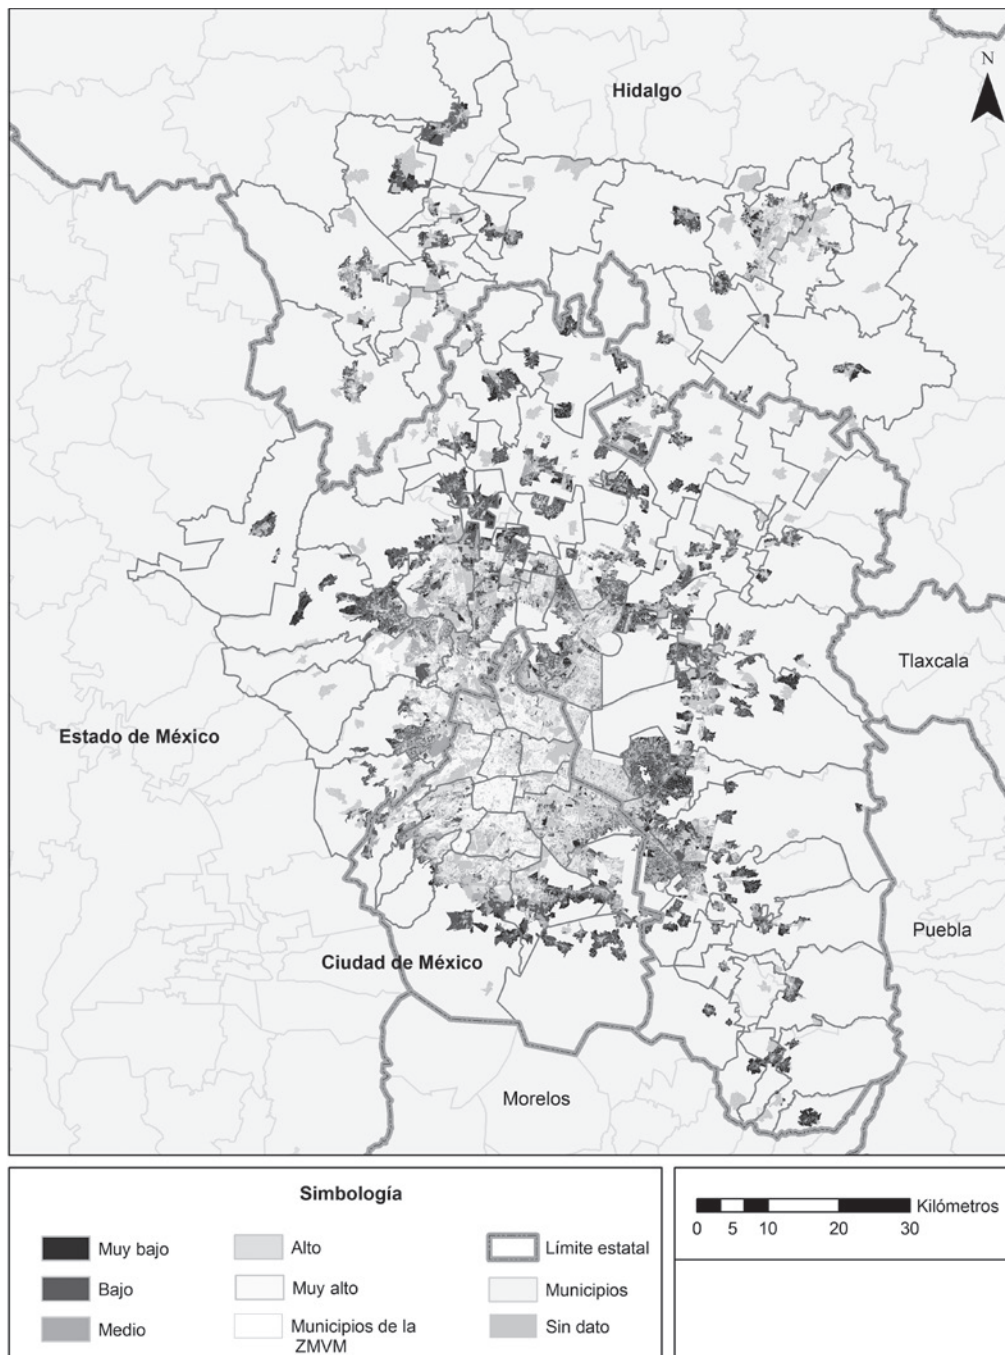 N
Hidalgo
Tlaxcala
Estado de México
Puebla
Ciudad de México
Morelos
Simbología
Muy bajo
Bajo
Medio
Alto
Muy alto
Municipios de la
ZMVM
Límite estatal
Municipios
Sin dato
Kilómetros
0 5 10 20 30